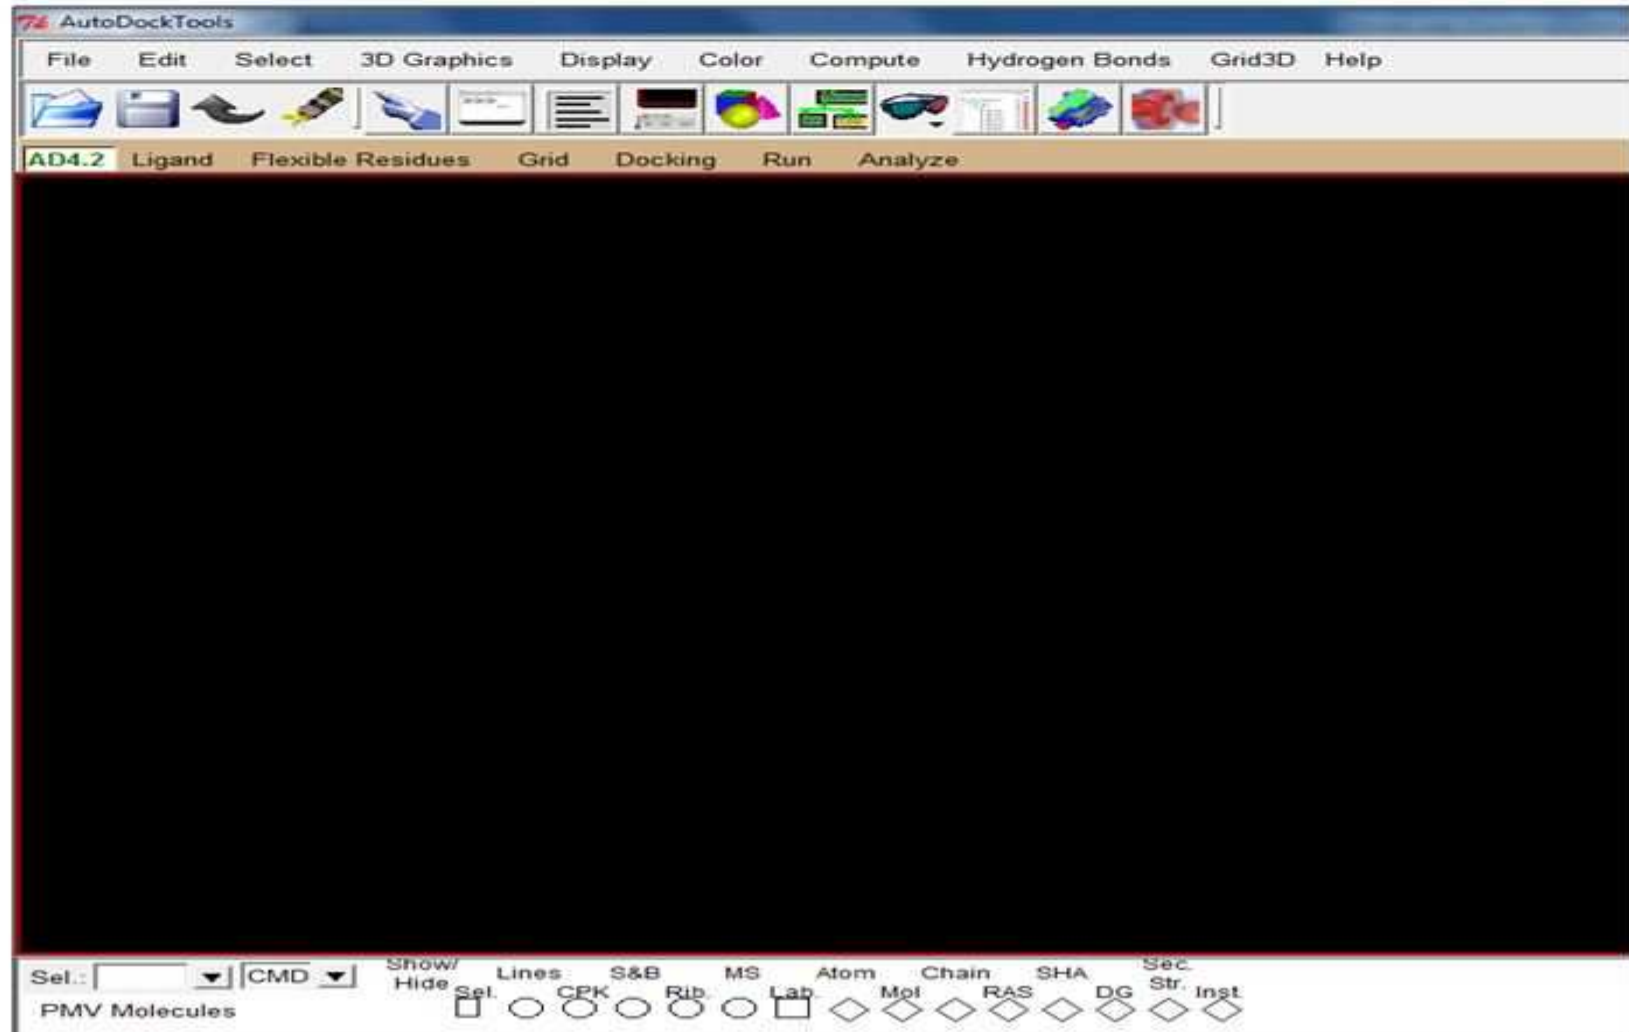 AutoDockTools
File Edit Select 3D Graphics Display Color Compute Hydrogen Bonds Grid3D Help
AD4.2 Ligand Flexible Residues Grid Docking Run Analyze
Sel.: CMD Show/ Hide Sel. Lines CPK S&B Rib. MS Lab. Atom Mol Chain RAS SHA DG Sec. Str. Inst.
PMV Molecules